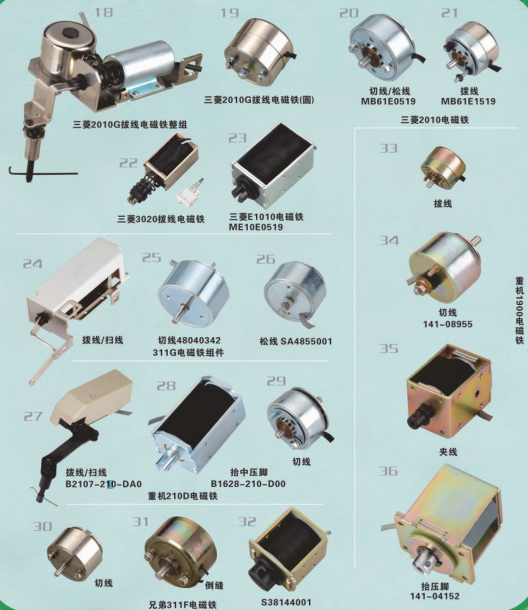 18
三菱2010G拨线电磁铁整组
19
三菱2010G拨线电磁铁(圆)
20
切线/松线
MB61E0519
21
拨线
MB61E1519
三菱2010电磁铁
22
三菱3020拨线电磁铁
23
三菱E1010电磁铁
ME10E0519
24
拨线/扫线
25
切线48040342
311G电磁铁组件
26
松线 SA4855001
27
拨线/扫线
B2107-210-DA0
28
抬中压脚
B1628-210-D00
29
切线
重机210D电磁铁
30
切线
31
倒缝
兄弟311F电磁铁
32
S38144001
33
拨线
34
切线
141-08955
35
夹线
36
抬压脚
141-04152
重机1900电磁铁